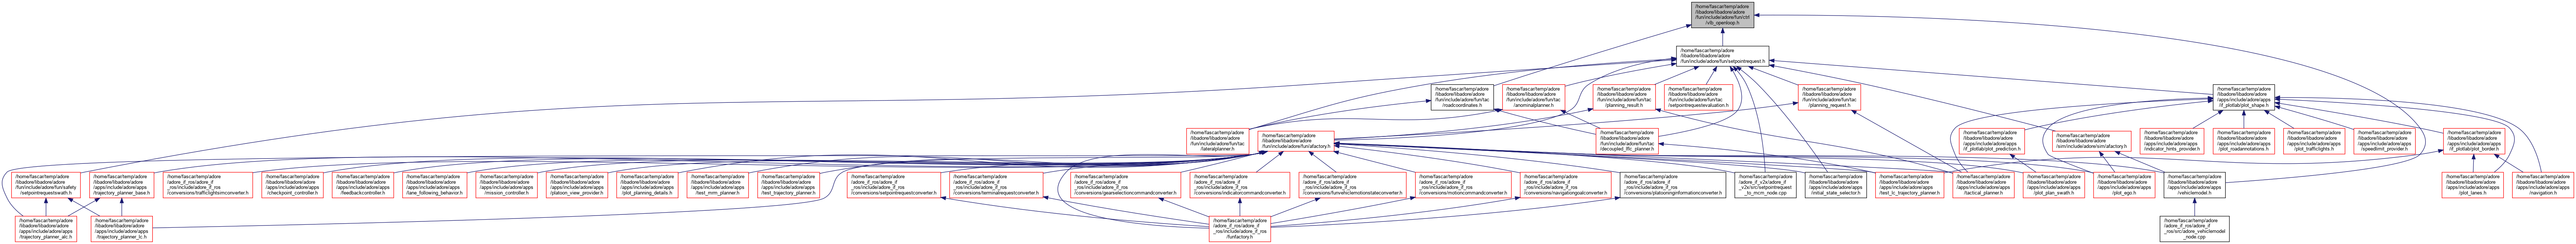 /home/fascar/temp/adore
/libadore/libadore/adore
/fun/include/adore/fun/ctrl
/vlb_openloop.h
/home/fascar/temp/adore
/libadore/libadore/adore
/fun/include/adore/fun/setpointrequest.h
/home/fascar/temp/adore
/libadore/libadore/adore
/fun/include/adore/fun/tac
/roadcoordinates.h
/home/fascar/temp/adore
/libadore/libadore/adore
/fun/include/adore/fun/tac
/anominalplanner.h
/home/fascar/temp/adore
/libadore/libadore/adore
/fun/include/adore/fun/tac
/planning_result.h
/home/fascar/temp/adore
/libadore/libadore/adore
/fun/include/adore/fun/tac
/setpointrequestevaluation.h
/home/fascar/temp/adore
/libadore/libadore/adore
/fun/include/adore/fun/tac
/planning_request.h
/home/fascar/temp/adore
/libadore/libadore/adore
/apps/include/adore/apps
/if_plotlab/plot_shape.h
/home/fascar/temp/adore
/libadore/libadore/adore
/fun/include/adore/fun/tac
/lateralplanner.h
/home/fascar/temp/adore
/libadore/libadore/adore
/fun/include/adore/fun/afactory.h
/home/fascar/temp/adore
/libadore/libadore/adore
/fun/include/adore/fun/tac
/decoupled_lflc_planner.h
/home/fascar/temp/adore
/libadore/libadore/adore
/apps/include/adore/apps
/if_plotlab/plot_prediction.h
/home/fascar/temp/adore
/libadore/libadore/adore
/sim/include/adore/sim/afactory.h
/home/fascar/temp/adore
/libadore/libadore/adore
/apps/include/adore/apps
/indicator_hints_provider.h
/home/fascar/temp/adore
/libadore/libadore/adore
/apps/include/adore/apps
/plot_roadannotations.h
/home/fascar/temp/adore
/libadore/libadore/adore
/apps/include/adore/apps
/plot_trafficlights.h
/home/fascar/temp/adore
/libadore/libadore/adore
/apps/include/adore/apps
/speedlimit_provider.h
/home/fascar/temp/adore
/libadore/libadore/adore
/apps/include/adore/apps
/if_plotlab/plot_border.h
/home/fascar/temp/adore
/libadore/libadore/adore
/fun/include/adore/fun/safety
/setpointrequestswath.h
/home/fascar/temp/adore
/libadore/libadore/adore
/apps/include/adore/apps
/trajectory_planner_base.h
/home/fascar/temp
/adore_if_ros/adore_if
_ros/include/adore_if_ros
/conversions/trafficlightsimconverter.h
/home/fascar/temp/adore
/libadore/libadore/adore
/apps/include/adore/apps
/checkpoint_controller.h
/home/fascar/temp/adore
/libadore/libadore/adore
/apps/include/adore/apps
/feedbackcontroller.h
/home/fascar/temp/adore
/libadore/libadore/adore
/apps/include/adore/apps
/lane_following_behavior.h
/home/fascar/temp/adore
/libadore/libadore/adore
/apps/include/adore/apps
/mission_controller.h
/home/fascar/temp/adore
/libadore/libadore/adore
/apps/include/adore/apps
/platoon_view_provider.h
/home/fascar/temp/adore
/libadore/libadore/adore
/apps/include/adore/apps
/plot_planning_details.h
/home/fascar/temp/adore
/libadore/libadore/adore
/apps/include/adore/apps
/test_mrm_planner.h
/home/fascar/temp/adore
/libadore/libadore/adore
/apps/include/adore/apps
/test_trajectory_planner.h
/home/fascar/temp
/adore_if_ros/adore_if
_ros/include/adore_if_ros
/conversions/setpointrequestconverter.h
/home/fascar/temp
/adore_if_ros/adore_if
_ros/include/adore_if_ros
/conversions/terminalrequestconverter.h
/home/fascar/temp
/adore_if_ros/adore_if
_ros/include/adore_if_ros
/conversions/gearselectioncommandconverter.h
/home/fascar/temp
/adore_if_ros/adore_if
_ros/include/adore_if_ros
/conversions/indicatorcommandconverter.h
/home/fascar/temp
/adore_if_ros/adore_if
_ros/include/adore_if_ros
/conversions/funvehiclemotionstateconverter.h
/home/fascar/temp
/adore_if_ros/adore_if
_ros/include/adore_if_ros
/conversions/motioncommandconverter.h
/home/fascar/temp
/adore_if_ros/adore_if
_ros/include/adore_if_ros
/conversions/navigationgoalconverter.h
/home/fascar/temp
/adore_if_ros/adore_if
_ros/include/adore_if_ros
/conversions/platooninginformationconverter.h
/home/fascar/temp
/adore_if_v2x/adore_if
_v2x/src/setpointrequest
_to_mcm_node.cpp
/home/fascar/temp/adore
/libadore/libadore/adore
/apps/include/adore/apps
/initial_state_selector.h
/home/fascar/temp/adore
/libadore/libadore/adore
/apps/include/adore/apps
/test_lc_trajectory_planner.h
/home/fascar/temp/adore
/libadore/libadore/adore
/apps/include/adore/apps
/tactical_planner.h
/home/fascar/temp/adore
/libadore/libadore/adore
/apps/include/adore/apps
/plot_plan_swath.h
/home/fascar/temp/adore
/libadore/libadore/adore
/apps/include/adore/apps
/plot_ego.h
/home/fascar/temp/adore
/libadore/libadore/adore
/apps/include/adore/apps
/vehiclemodel.h
/home/fascar/temp/adore
/libadore/libadore/adore
/apps/include/adore/apps
/plot_lanes.h
/home/fascar/temp/adore
/libadore/libadore/adore
/apps/include/adore/apps
/navigation.h
/home/fascar/temp/adore
/libadore/libadore/adore
/apps/include/adore/apps
/trajectory_planner_alc.h
/home/fascar/temp/adore
/libadore/libadore/adore
/apps/include/adore/apps
/trajectory_planner_lc.h
/home/fascar/temp
/adore_if_ros/adore_if
_ros/include/adore_if_ros
/funfactory.h
/home/fascar/temp
/adore_if_ros/adore_if
_ros/src/adore_vehiclemodel
_node.cpp